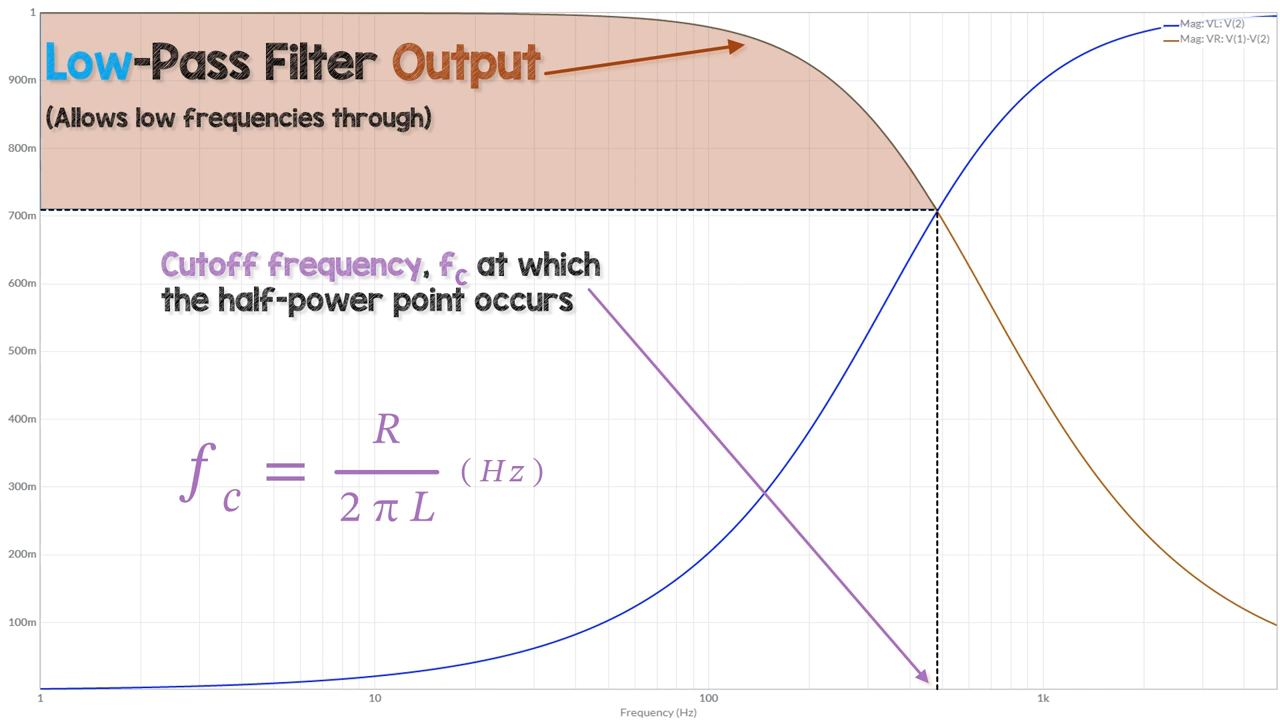 1
Mag: VL: V(2)
Mag: VR: V(1)-V(2)
Low-Pass Filter Output
900m
(Allows low frequencies through)
800m
700m
Cutoff frequency, fc at which
the half-power point occurs
600m
500m
400m
fc = R / 2 π L (Hz)
300m
200m
100m
1 10 100 1k
Frequency (Hz)